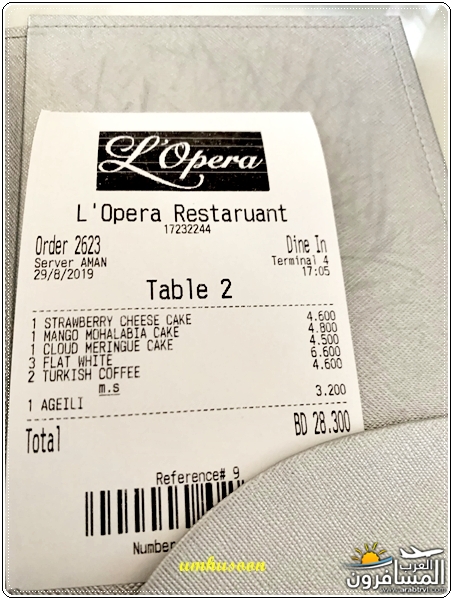 L'Opera
L'Opera Restaruant
17232244
Order 2623 Dine In
Server AMAN Terminal 4
29/8/2019 17:05
Table 2
1 STRAWBERRY CHEESE CAKE 4.600
1 MANGO MOHALABIA CAKE 4.800
1 CLOUD MERINGUE CAKE 4.500
3 FLAT WHITE 6.600
2 TURKISH COFFEE 4.600
m.s
1 AGEILI 3.200
Total BD 28.300
Reference# 9
Number
umkusoou
العرب
المسافرون
www.arabtrvl.com